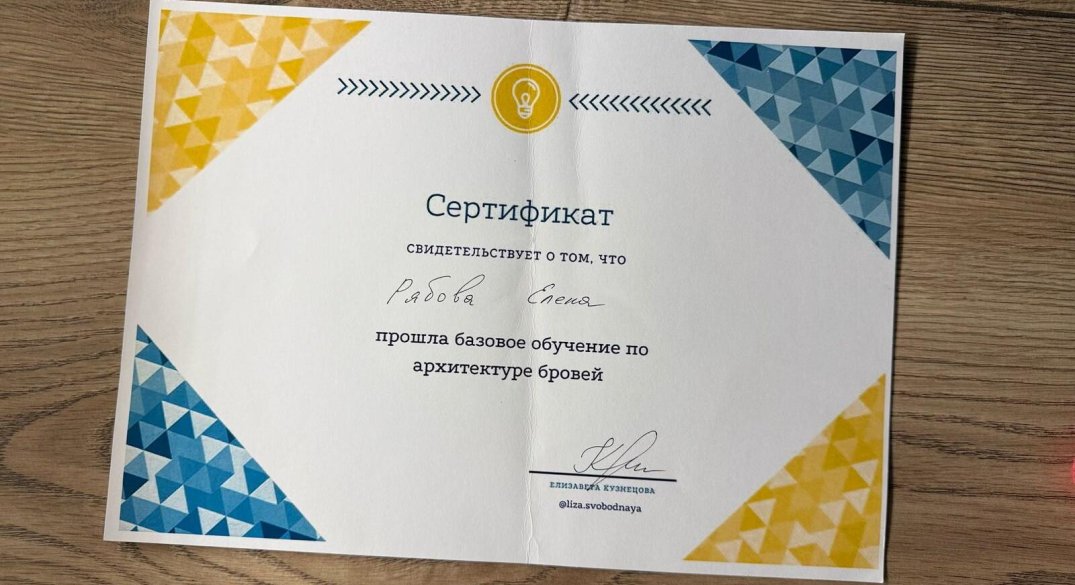 Сертификат
СВИДЕТЕЛЬСТВУЕТ О ТОМ, ЧТО
Рябова Елена
прошла базовое обучение по
архитектуре бровей
ЕЛИЗАВЕТА КУЗНЕЦОВА
@liza.svobodnaya